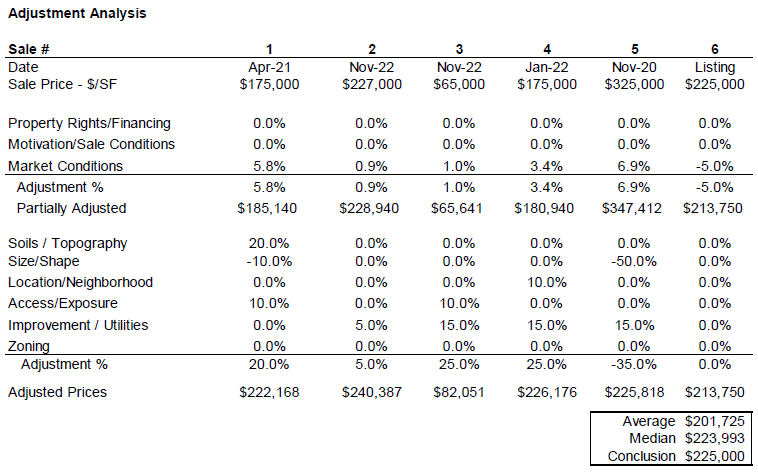 Adjustment Analysis
Sale # 1 2 3 4 5 6
Date Apr-21 Nov-22 Nov-22 Jan-22 Nov-20 Listing
Sale Price - $/SF $175,000 $227,000 $65,000 $175,000 $325,000 $225,000
Property Rights/Financing 0.0% 0.0% 0.0% 0.0% 0.0% 0.0%
Motivation/Sale Conditions 0.0% 0.0% 0.0% 0.0% 0.0% 0.0%
Market Conditions 5.8% 0.9% 1.0% 3.4% 6.9% -5.0%
Adjustment % 5.8% 0.9% 1.0% 3.4% 6.9% -5.0%
Partially Adjusted $185,140 $228,940 $65,641 $180,940 $347,412 $213,750
Soils / Topography 20.0% 0.0% 0.0% 0.0% 0.0% 0.0%
Size/Shape -10.0% 0.0% 0.0% 0.0% -50.0% 0.0%
Location/Neighborhood 0.0% 0.0% 0.0% 10.0% 0.0% 0.0%
Access/Exposure 10.0% 0.0% 10.0% 0.0% 0.0% 0.0%
Improvement / Utilities 0.0% 5.0% 15.0% 15.0% 15.0% 0.0%
Zoning 0.0% 0.0% 0.0% 0.0% 0.0% 0.0%
Adjustment % 20.0% 5.0% 25.0% 25.0% -35.0% 0.0%
Adjusted Prices $222,168 $240,387 $82,051 $226,176 $225,818 $213,750
Average $201,725
Median $223,993
Conclusion $225,000